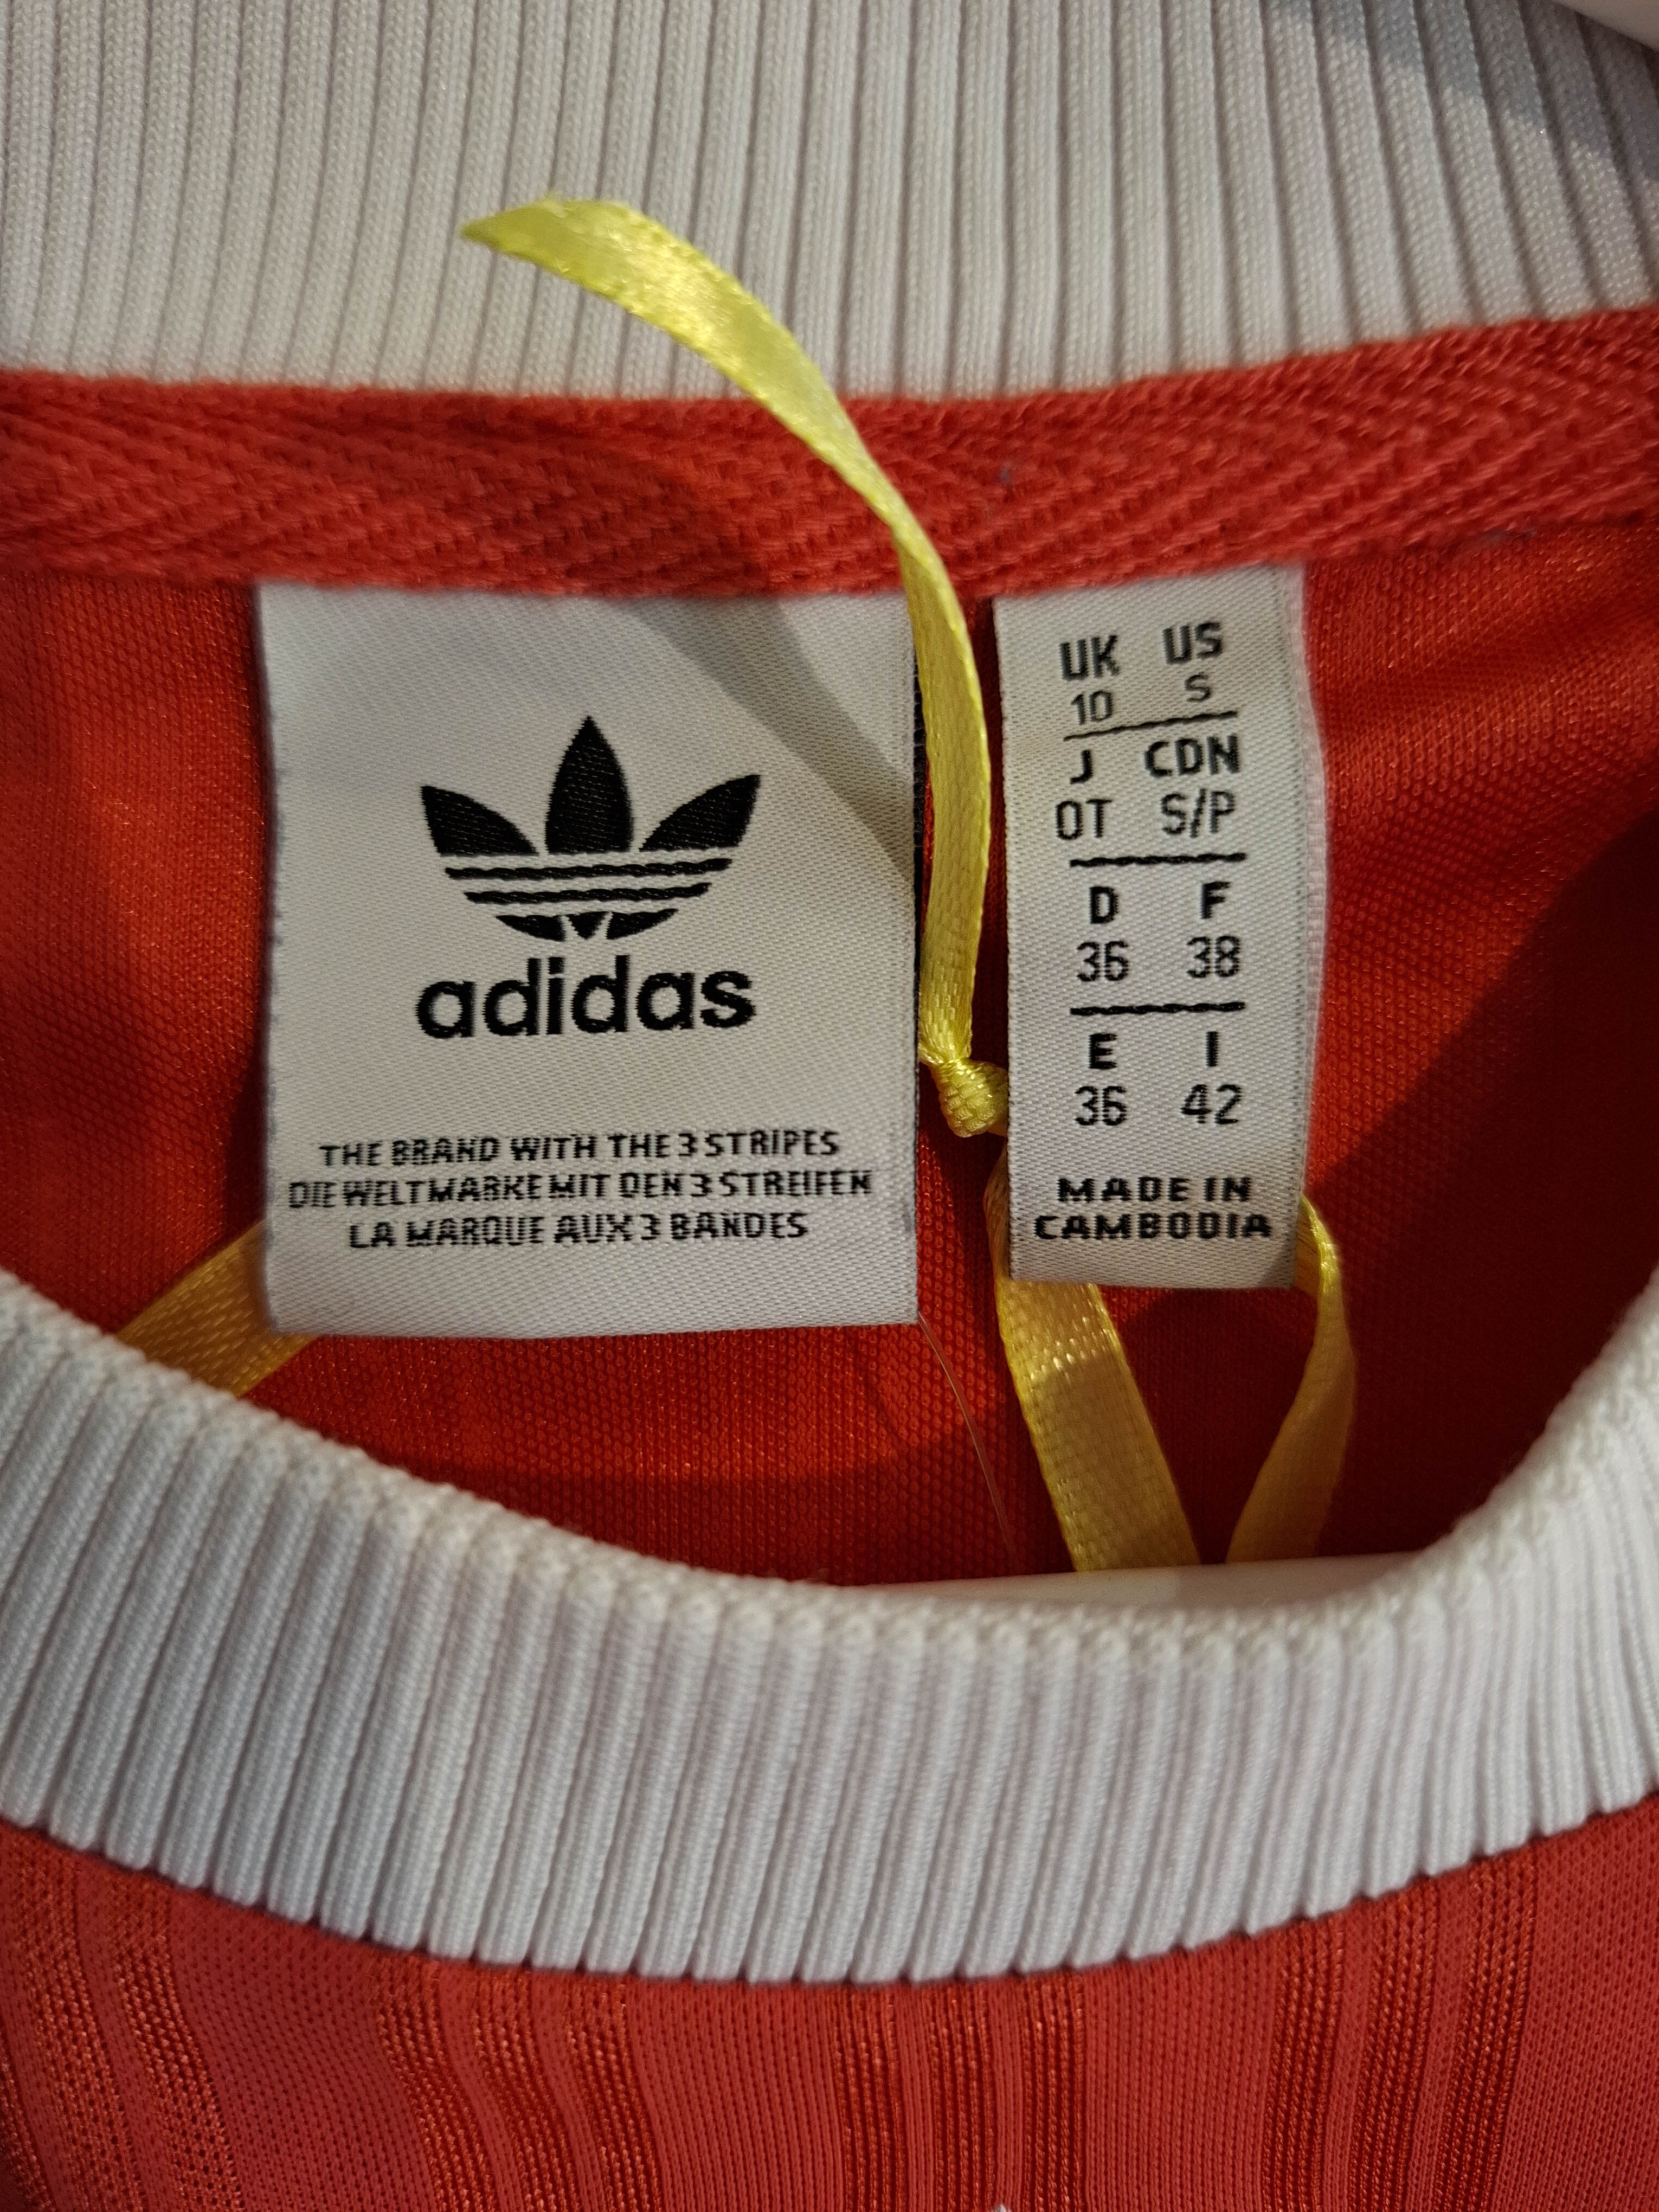 adidas
THE BRAND WITH THE 3 STRIPES
DIE WELTMARKE MIT DEN 3 STREIFEN
LA MARQUE AUX 3 BANDES
UK US
10 S
J CDN
OT S/P
D F
36 38
E I
36 42
MADE IN
CAMBODIA